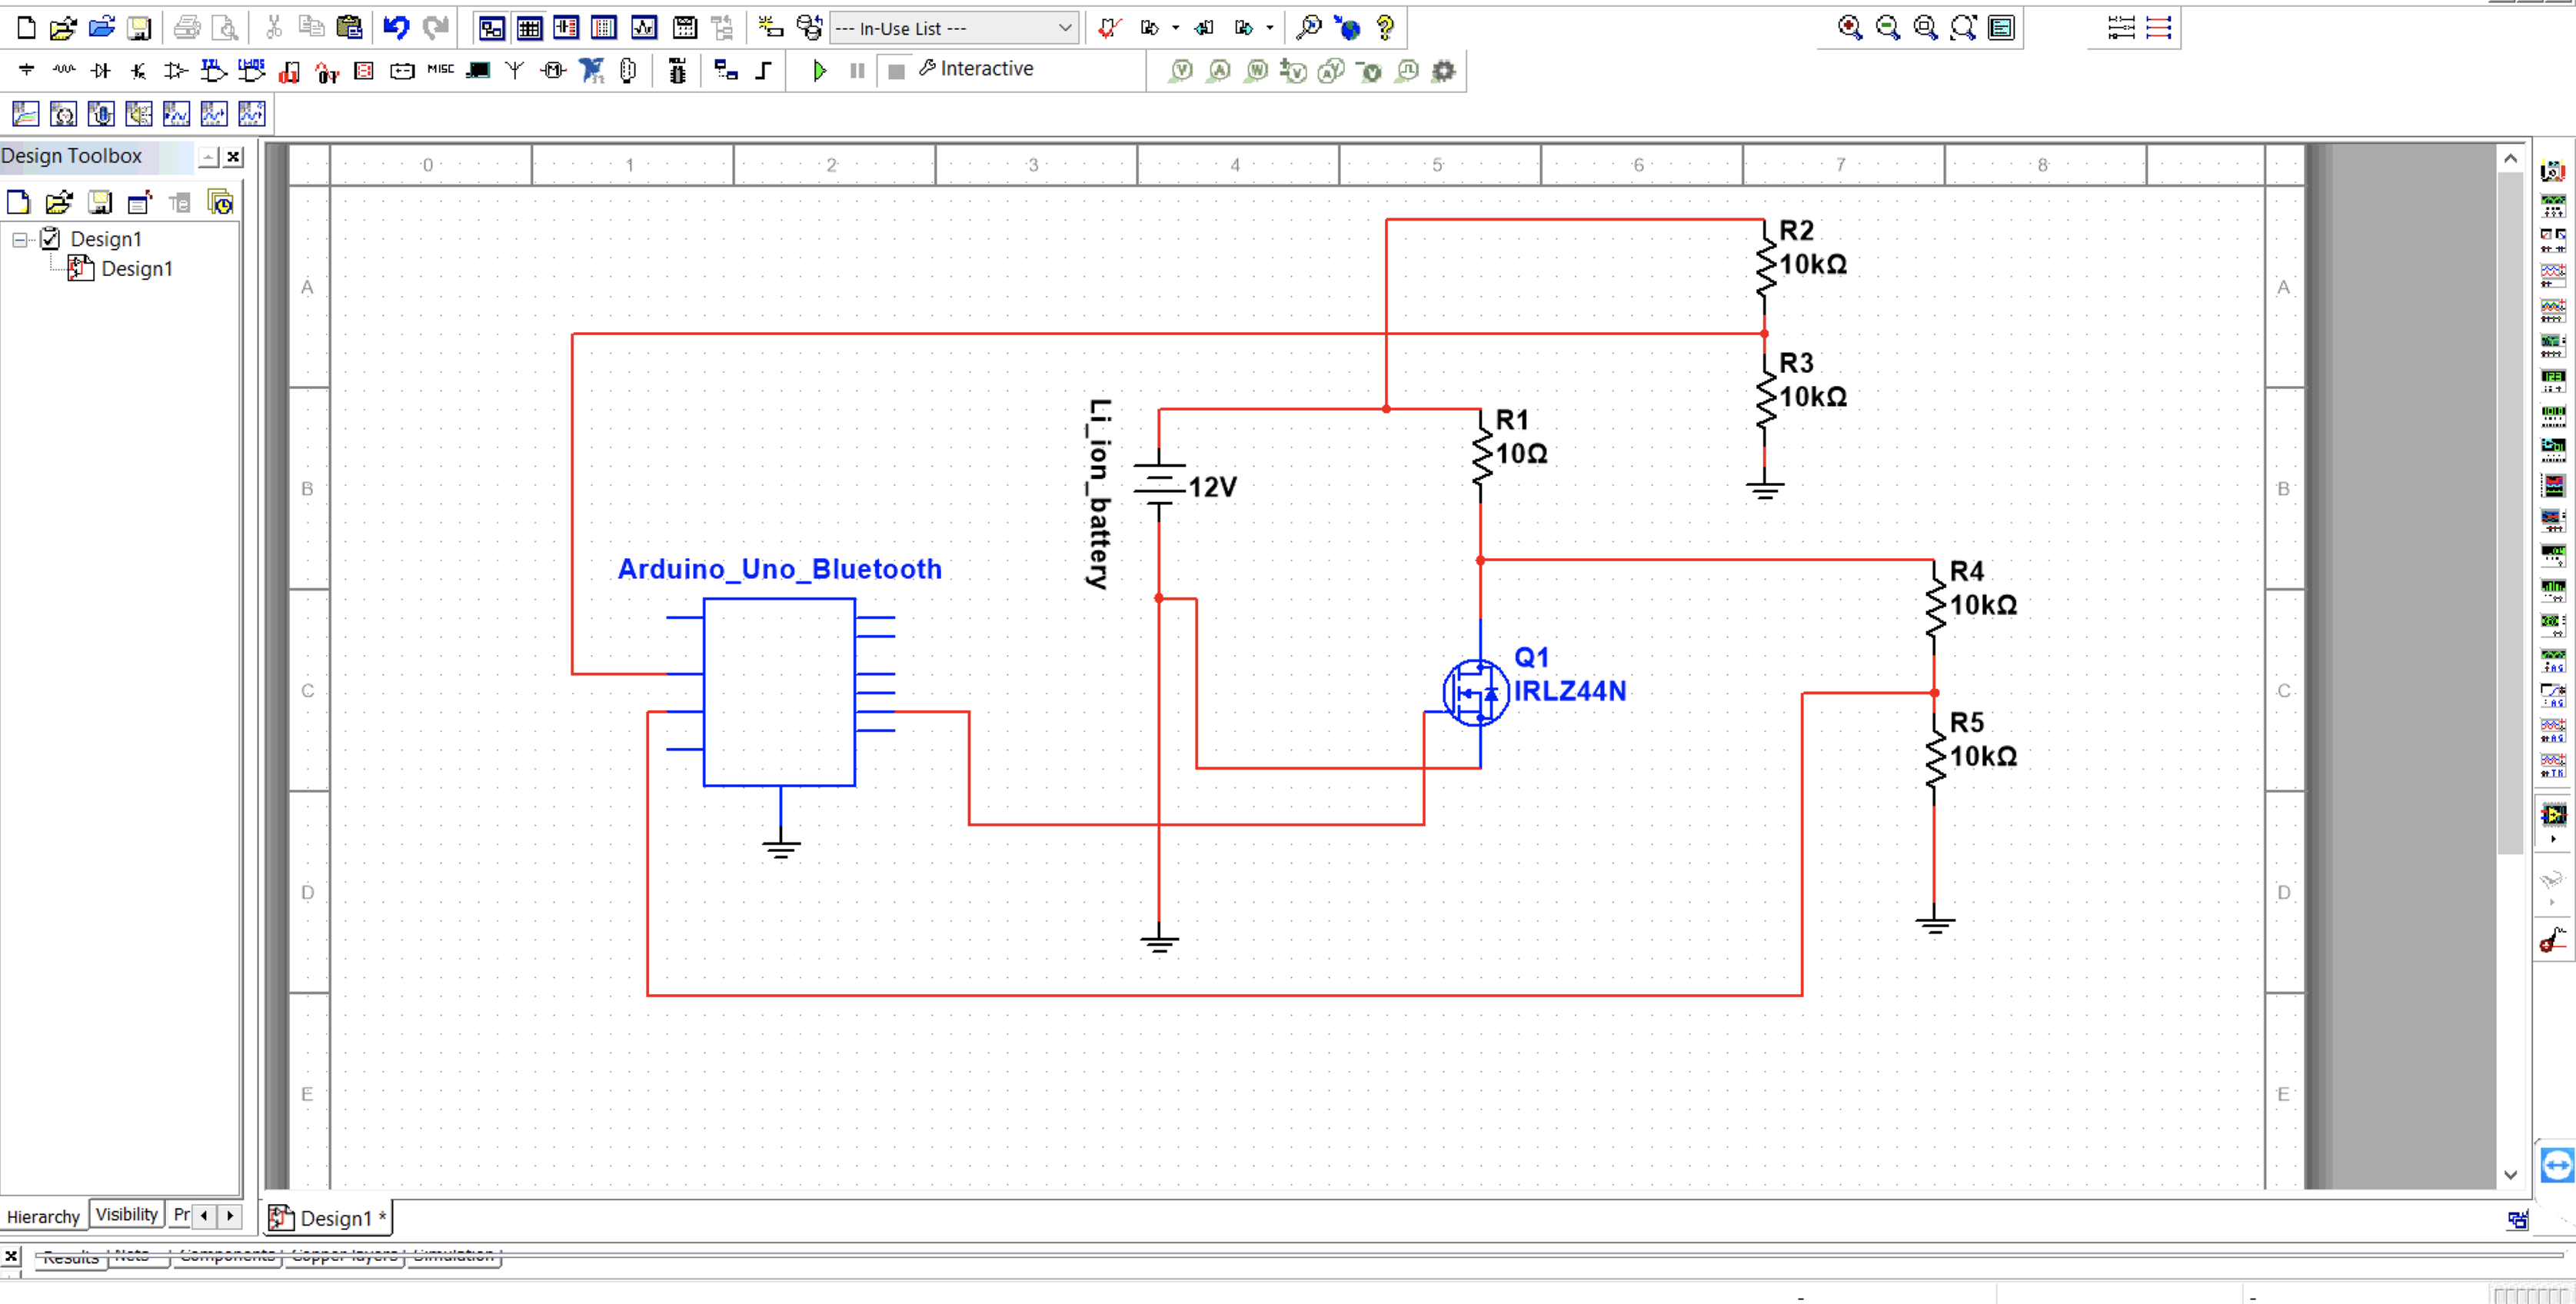 --- In-Use List ---
MISC
Interactive
Design Toolbox
Design1
Design1
0 1 2 3 4 5 6 7 8
A A
B B
C C
D D
E E
R2
10kΩ
R3
10kΩ
R1
10Ω
Li_ion_battery
12V
Arduino_Uno_Bluetooth
R4
10kΩ
Q1
IRLZ44N
R5
10kΩ
Hierarchy Visibility Pr
Design1 *
Results Nets Components Copper layers Simulation